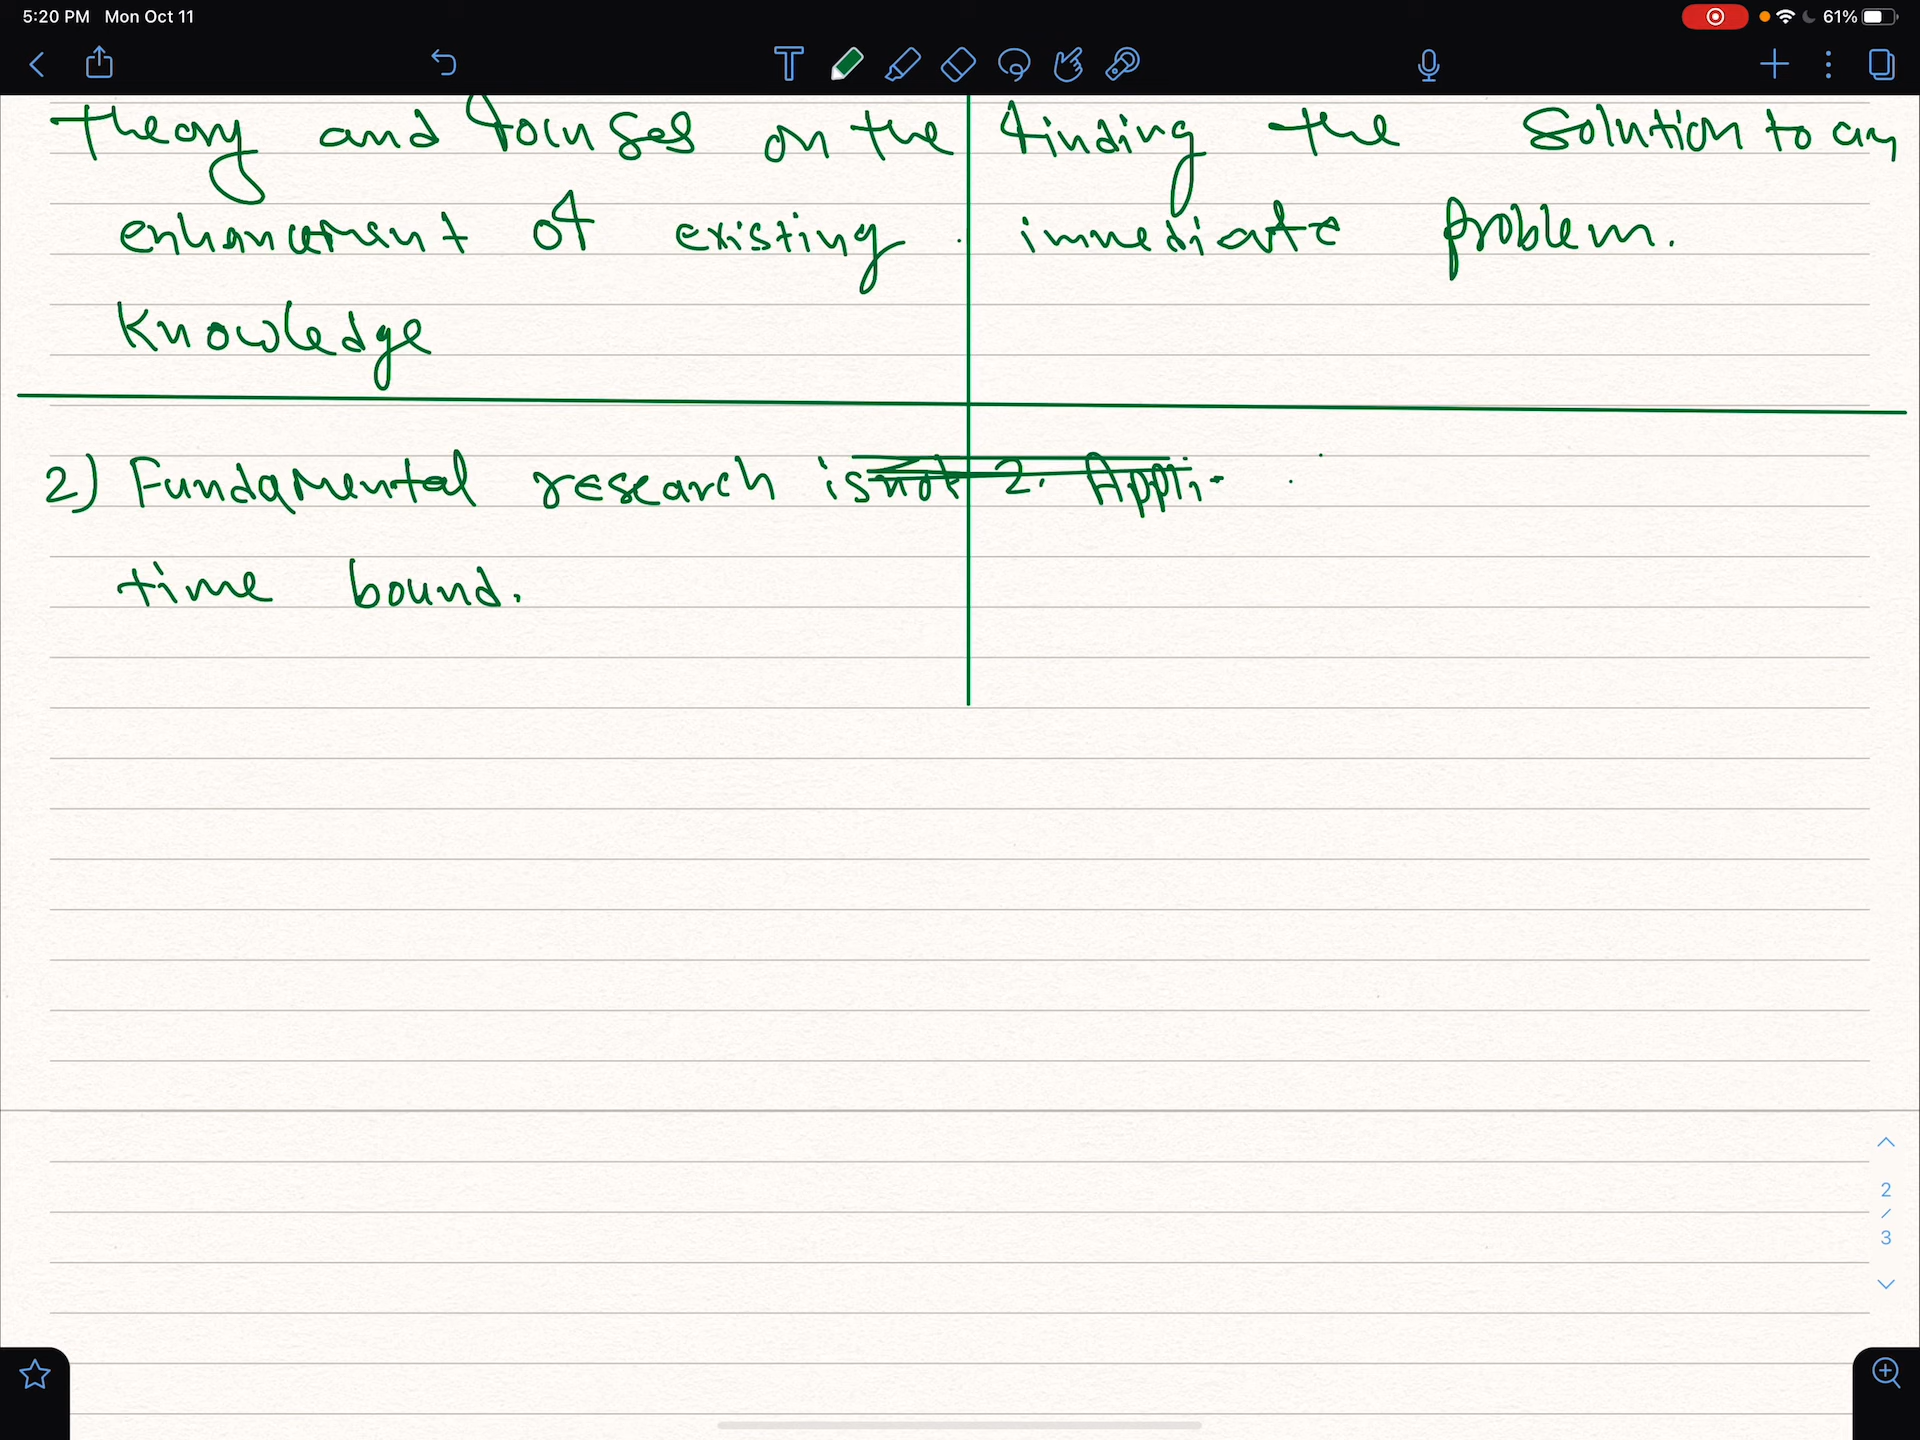 5:20 PM Mon Oct 11
61%
T
theory and focuses on the
enhancement of existing
Knowledge
finding the solution to any
immediate problem.
2) Fundamental research is not
time bound.
2. Appli
2
/
3